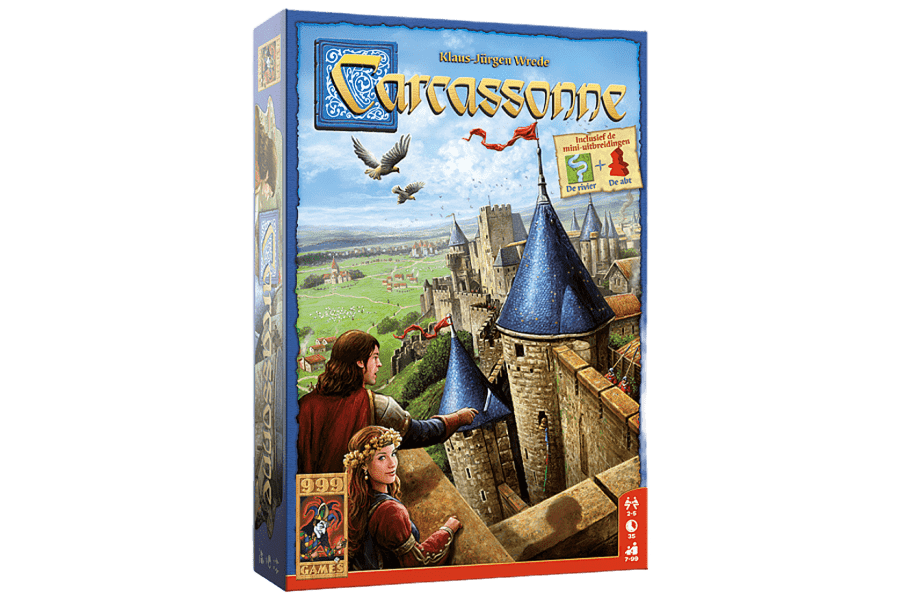 Klaus-Jürgen Wrede
Carcassonne
Inclusief de
mini-uitbreidingen
+
De rivier
De abt
999
GAMES
2-5
35
7-99
Carcassonne